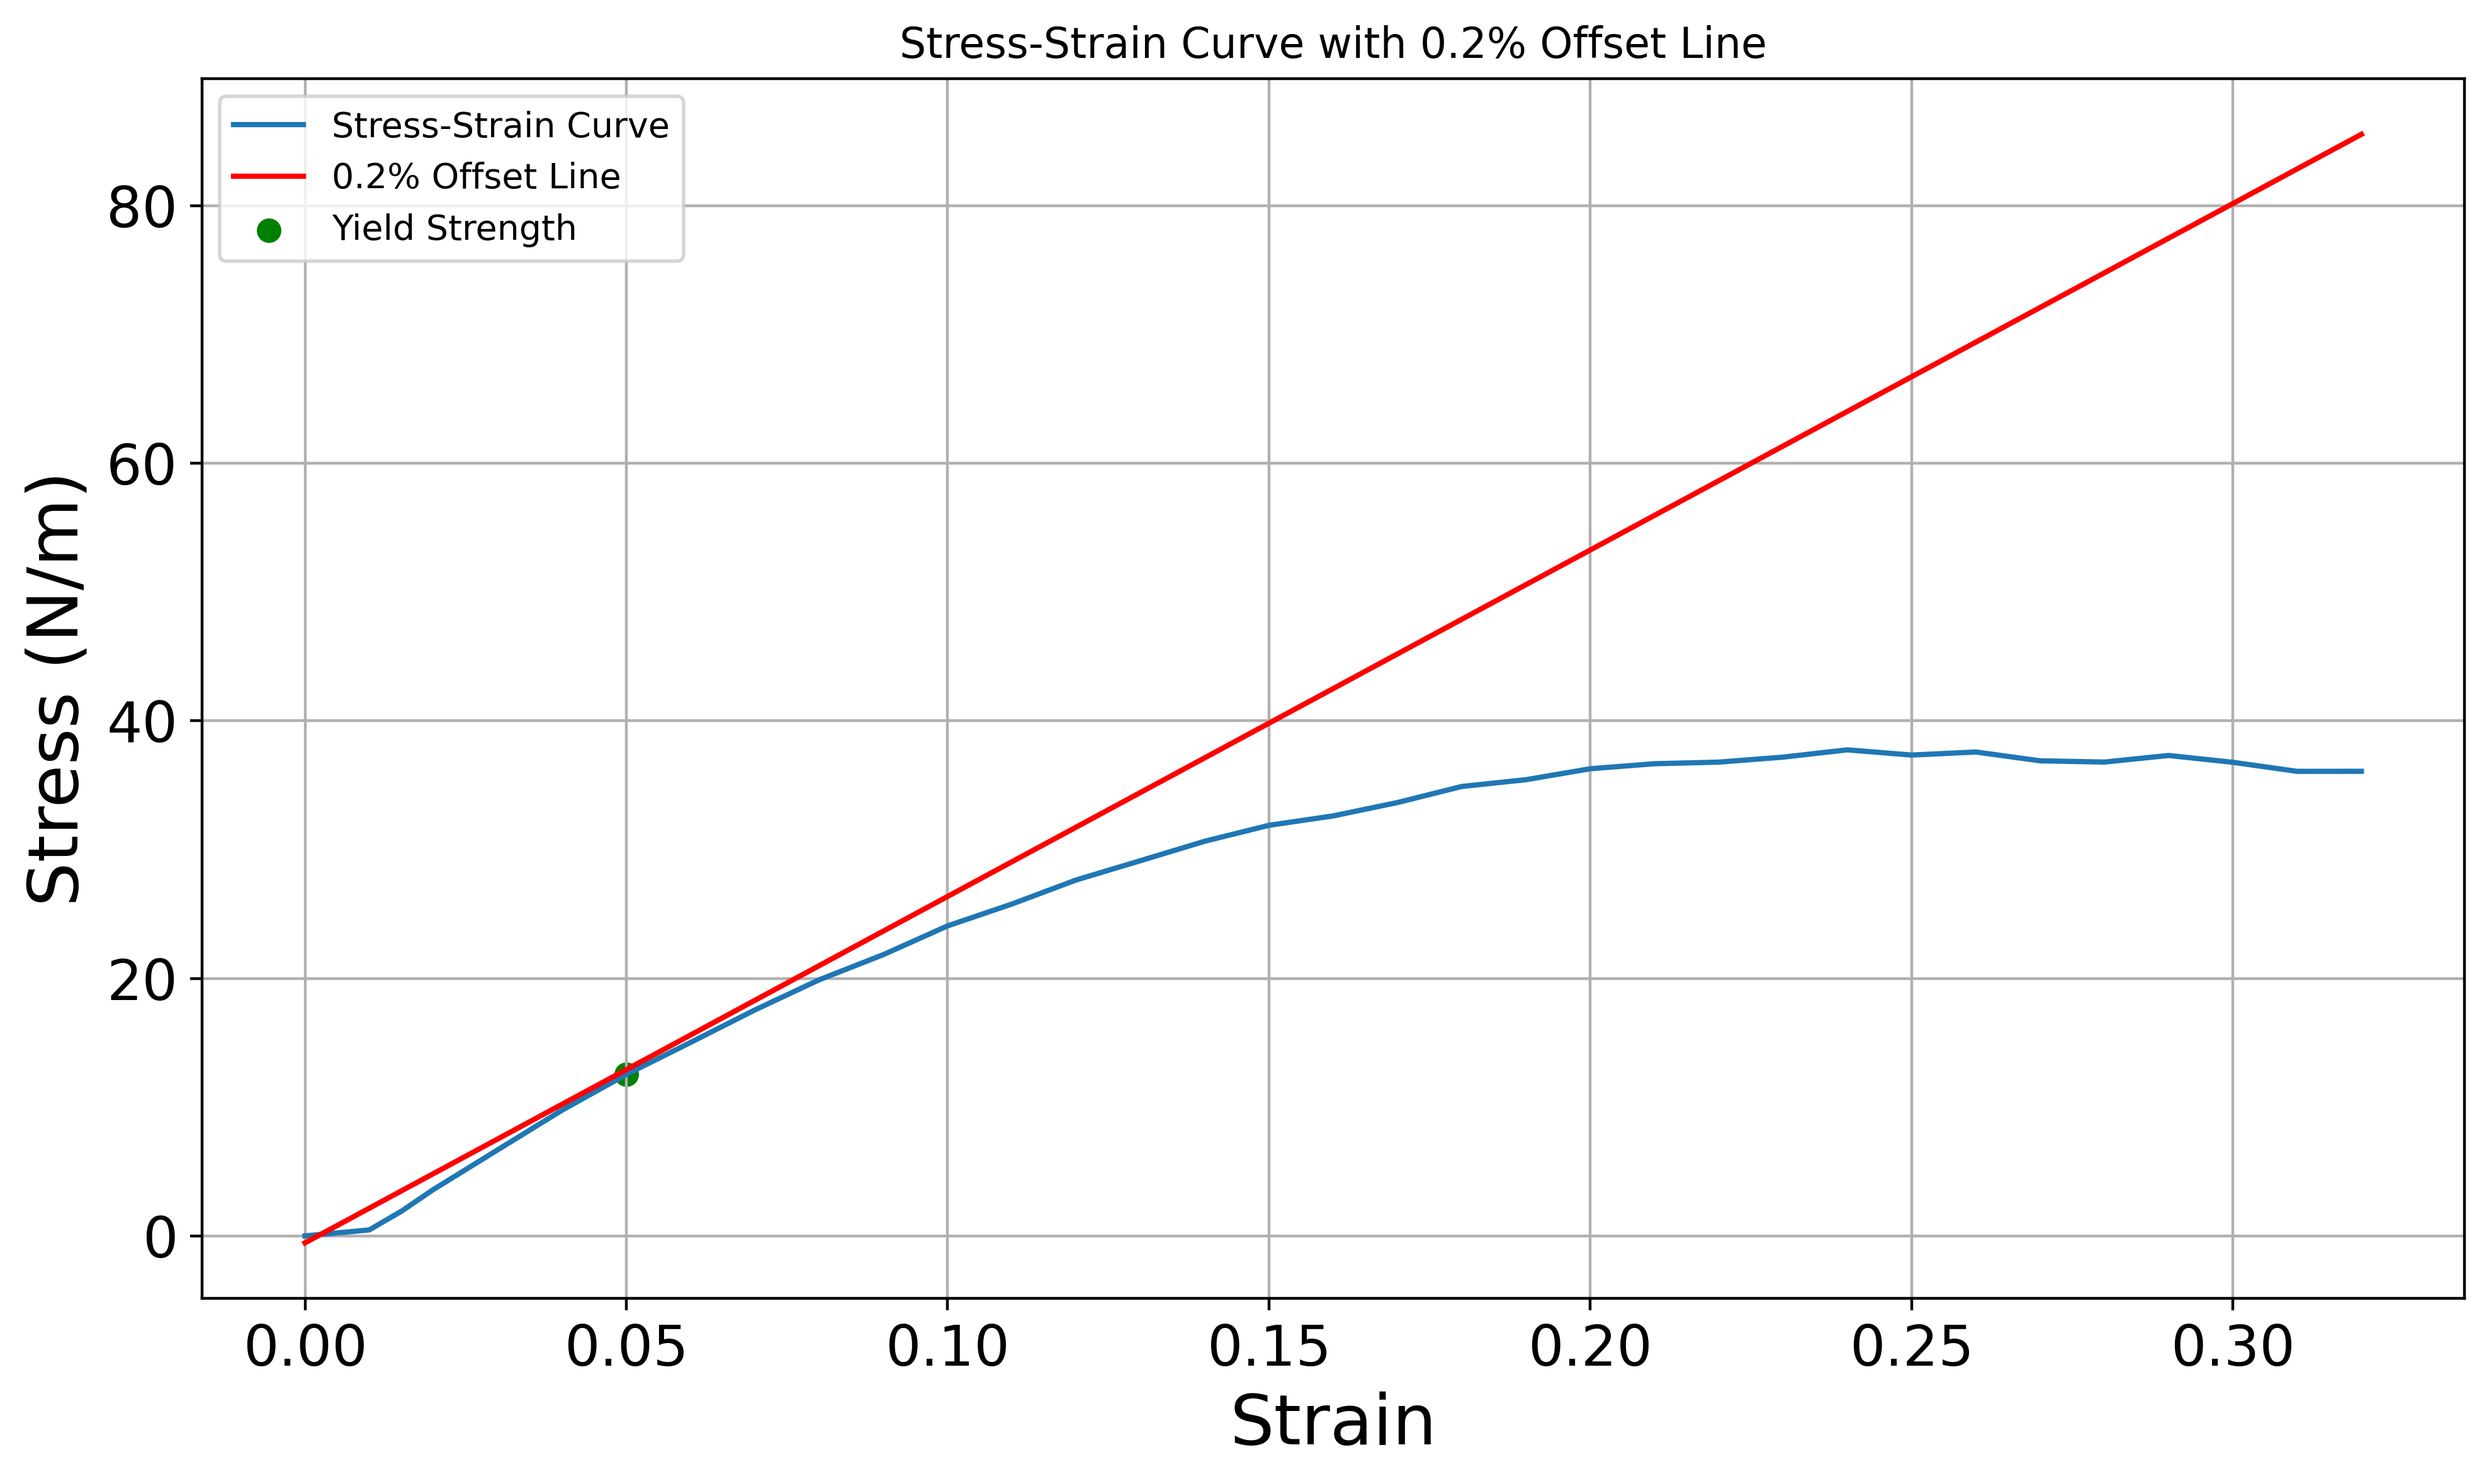 Stress-Strain Curve with 0.2% Offset Line
Stress-Strain Curve
0.2% Offset Line
Yield Strength
Stress (N/m)
80
60
40
20
0
0.00 0.05 0.10 0.15 0.20 0.25 0.30
Strain